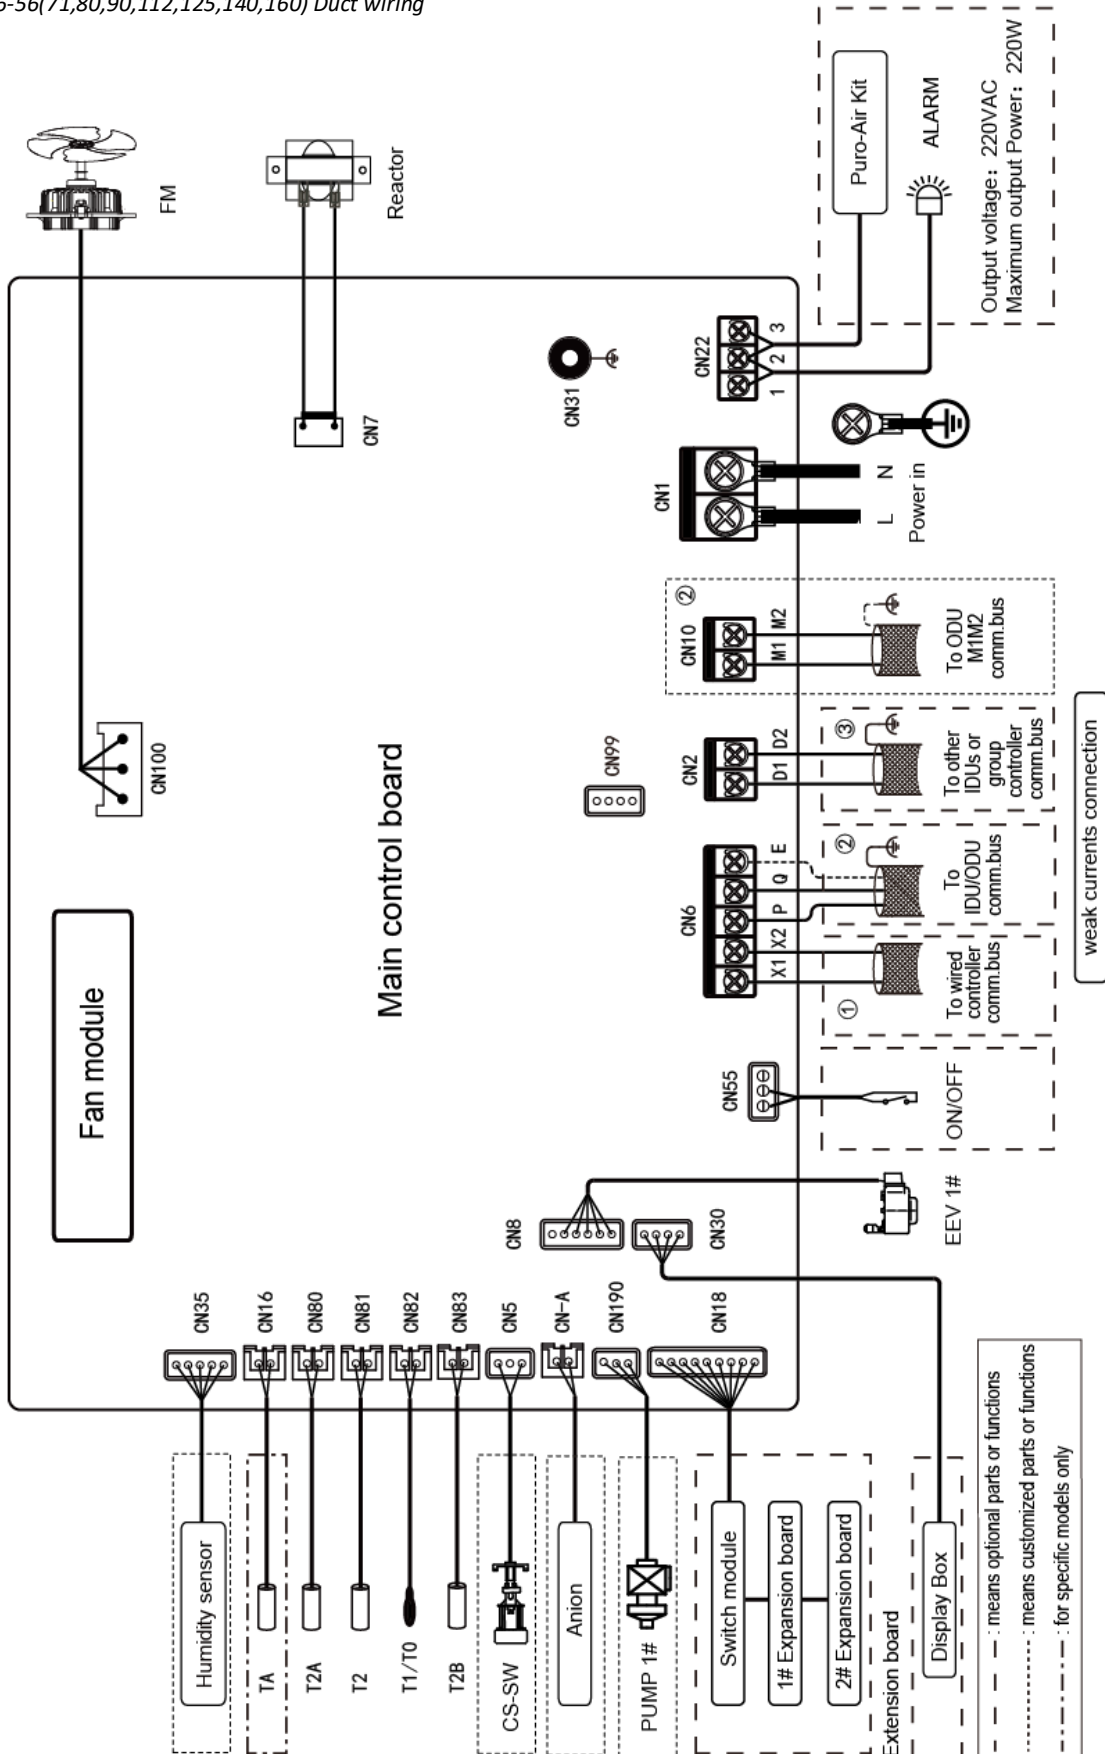 6-56(71,80,90,112,125,140,160) Duct wiring
FM
Reactor
Fan module
Main control board
CN100
CN7
CN31
CN99
CN35
CN16
CN80
CN81
CN82
CN83
CN5
CN-A
CN190
CN18
CN8
CN30
CN55
CN6
X1 X2 P Q E
CN2
D1 D2
CN10
M1 M2
②
CN1
CN22
1 2 3
Humidity sensor
TA
T2A
T2
T1/T0
T2B
CS-SW
Anion
PUMP 1#
Switch module
1# Expansion board
2# Expansion board
Extension board
Display Box
EEV 1#
ON/OFF
①
To wired
controller
comm.bus
②
To
IDU/ODU
comm.bus
③
To other
IDUs or
group
controller
comm.bus
To ODU
M1M2
comm.bus
weak currents connection
L N
Power in
Puro-Air Kit
ALARM
Output voltage: 220VAC
Maximum output Power: 220W
: means optional parts or functions
: means customized parts or functions
: for specific models only